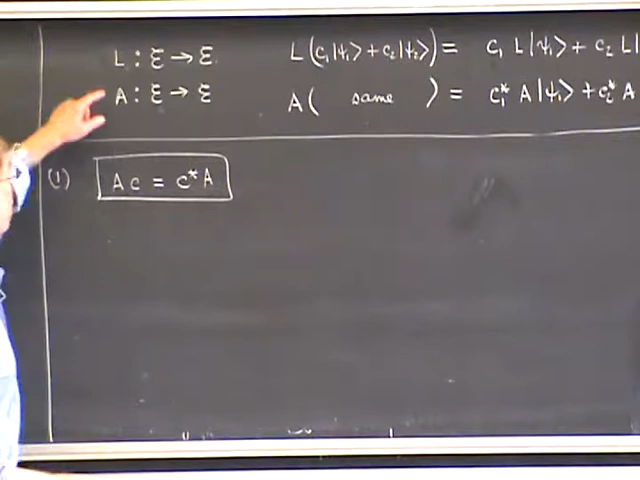 L : ℰ → ℰ L(c₁|ψ₁⟩ + c₂|ψ₂⟩) = c₁ L|ψ₁⟩ + c₂ L|
A : ℰ → ℰ A( same ) = c₁* A|ψ₁⟩ + c₂* A
(1) Ac = c*A